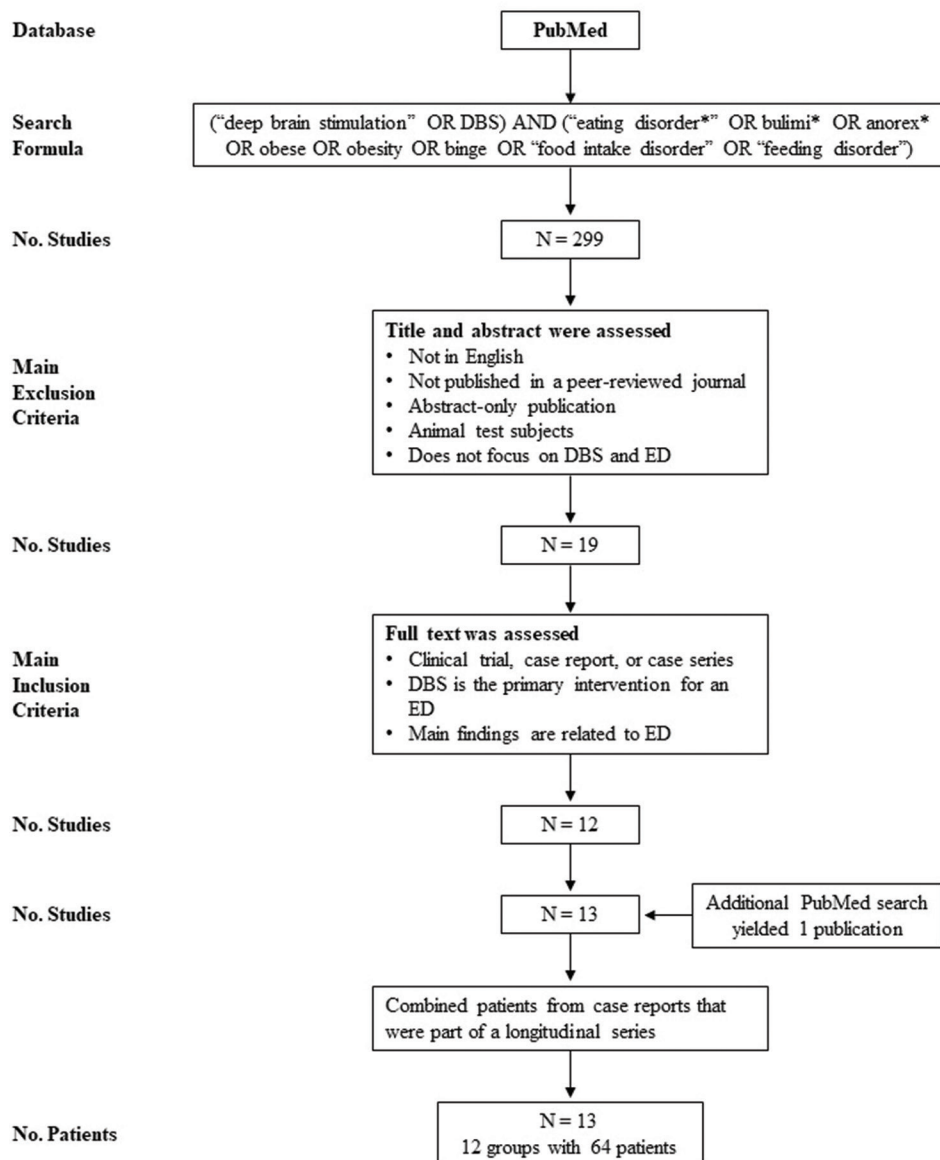 Database
PubMed
Search
Formula
(“deep brain stimulation” OR DBS) AND (“eating disorder*” OR bulimi* OR anorex*
OR obese OR obesity OR binge OR “food intake disorder” OR “feeding disorder”)
No. Studies
N = 299
Main
Exclusion
Criteria
Title and abstract were assessed
• Not in English
• Not published in a peer-reviewed journal
• Abstract-only publication
• Animal test subjects
• Does not focus on DBS and ED
No. Studies
N = 19
Main
Inclusion
Criteria
Full text was assessed
• Clinical trial, case report, or case series
• DBS is the primary intervention for an
ED
• Main findings are related to ED
No. Studies
N = 12
No. Studies
N = 13
Additional PubMed search
yielded 1 publication
Combined patients from case reports that
were part of a longitudinal series
No. Patients
N = 13
12 groups with 64 patients